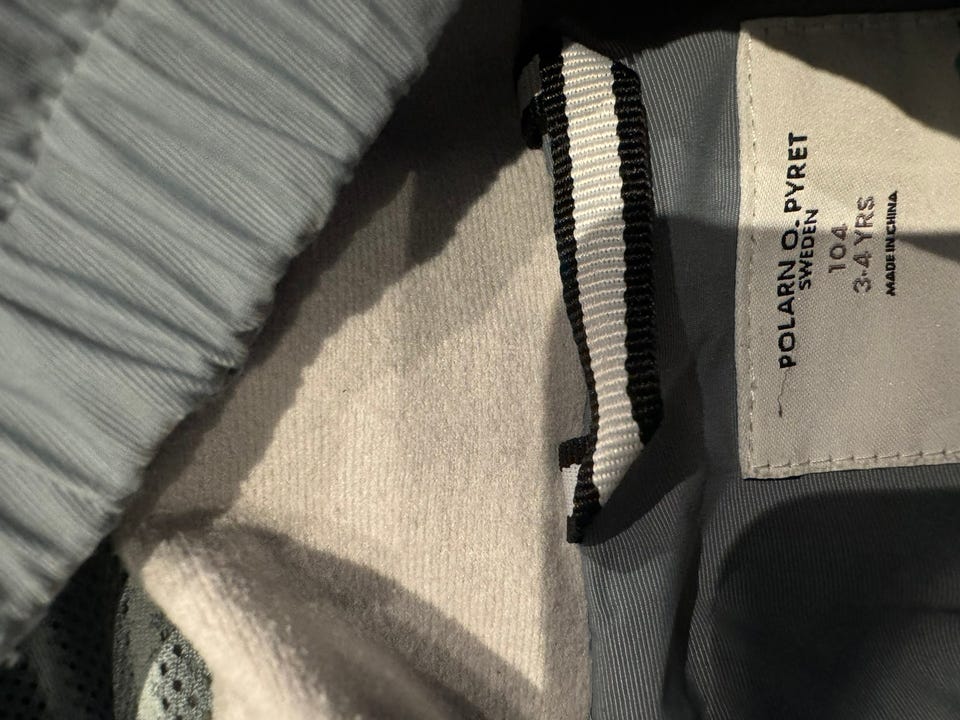 POLARN O. PYRET
SWEDEN
104
3-4 YRS
MADE IN CHINA